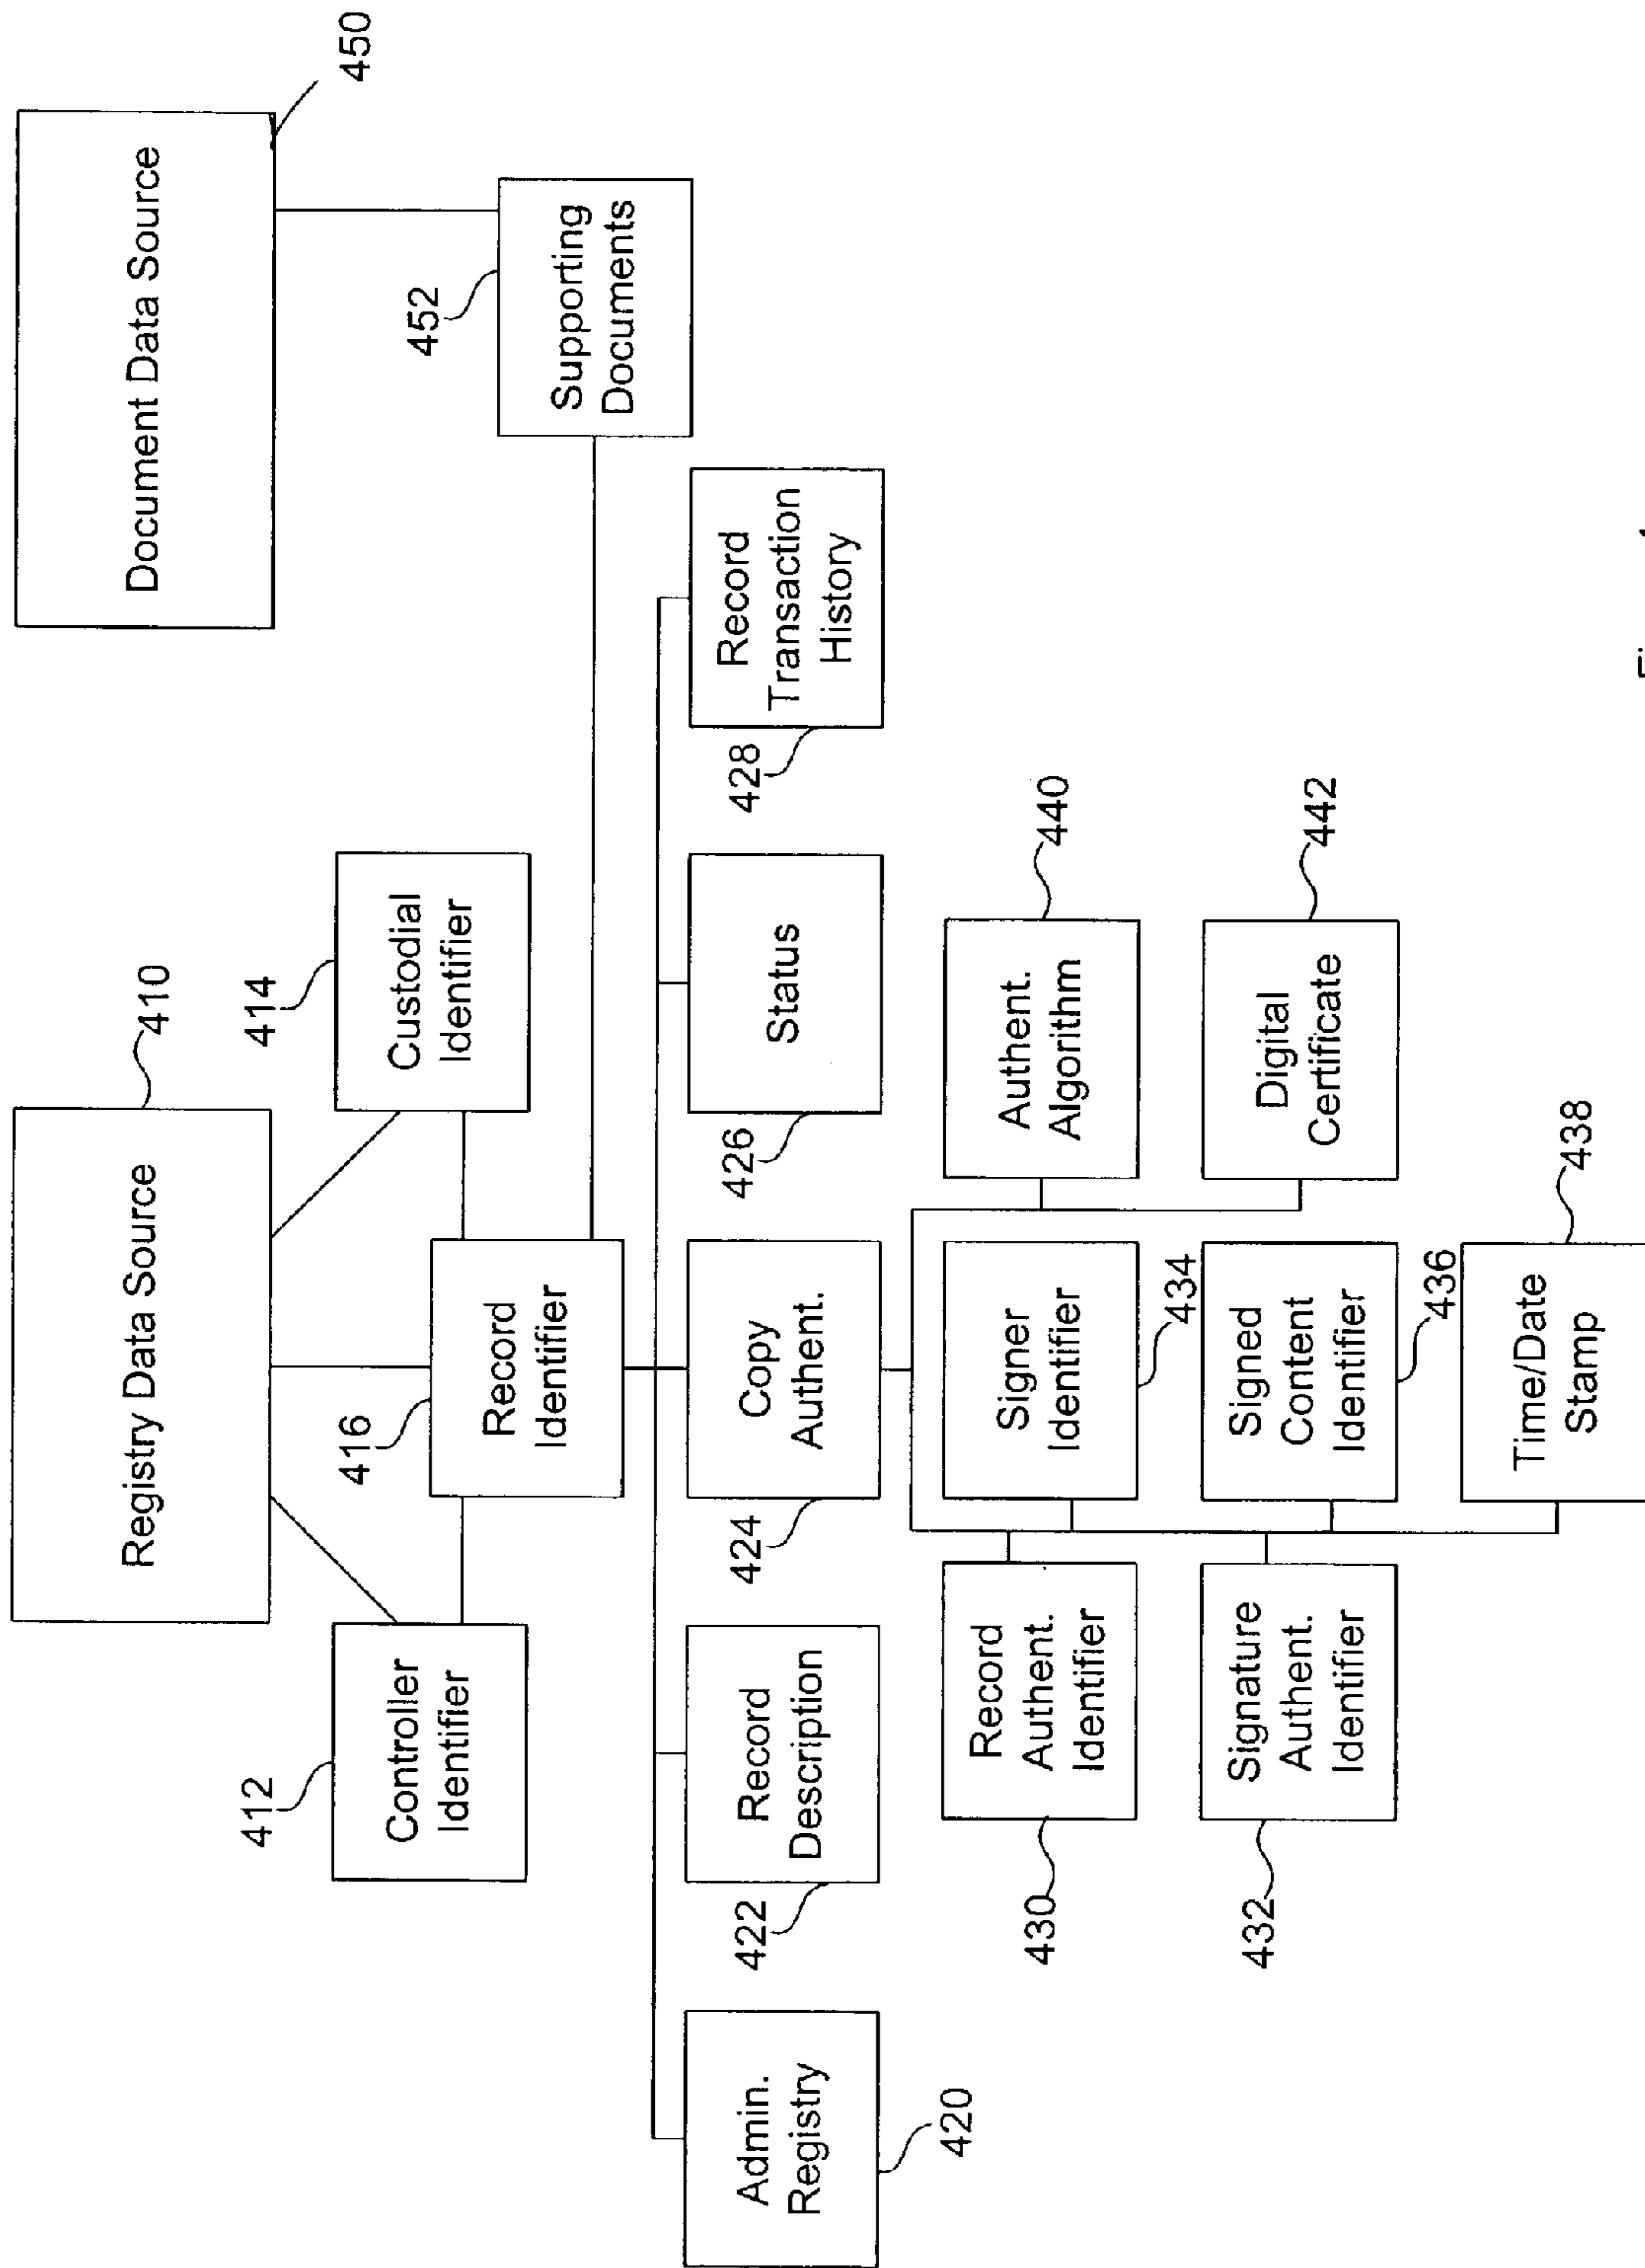 Registry Data Source
410
Document Data Source
450
412
Controller
Identifier
414
Custodial
Identifier
416
Record
Identifier
452
Supporting
Documents
Admin.
Registry
420
422
Record
Description
424
Copy
Authent.
426
Status
428
Record
Transaction
History
430
Record
Authent.
Identifier
Signer
Identifier
434
Authent.
Algorithm
440
432
Signature
Authent.
Identifier
Signed
Content
Identifier
436
Digital
Certificate
442
Time/Date
Stamp
438